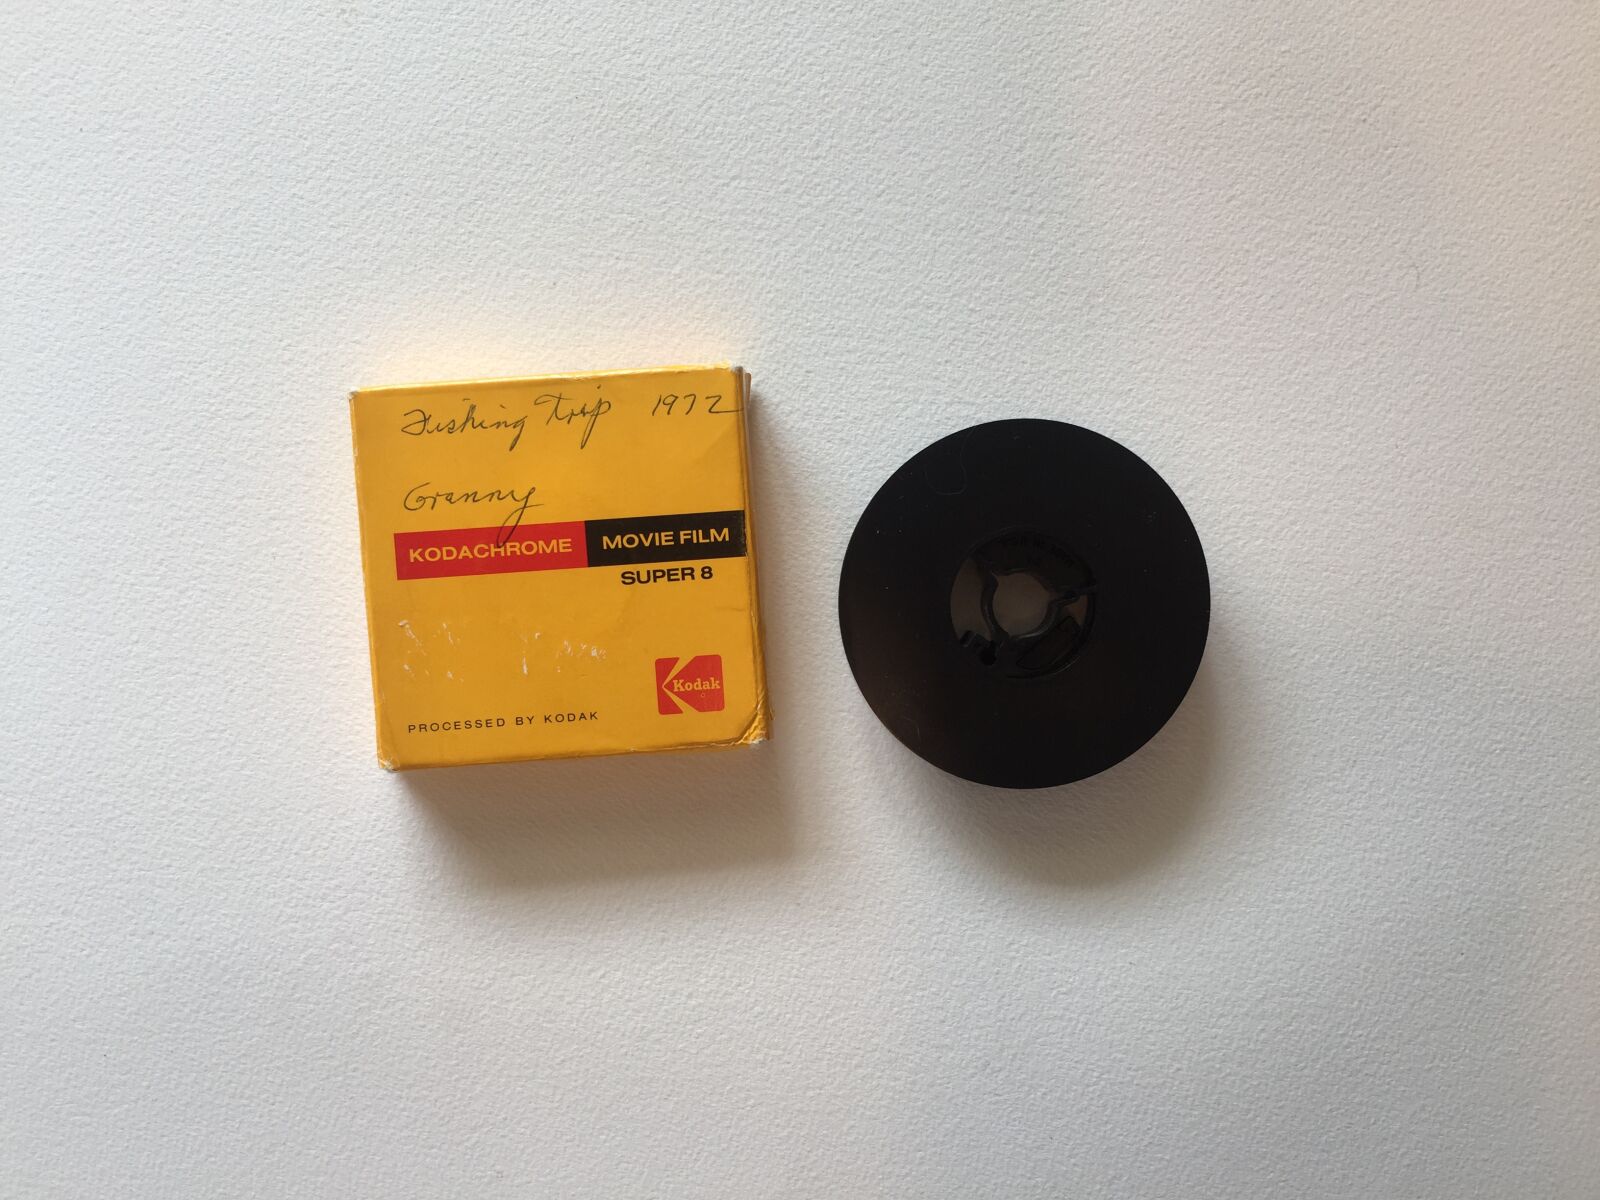 Fishing Trip 1972
Granny
KODACHROME MOVIE FILM
SUPER 8
Kodak
PROCESSED BY KODAK